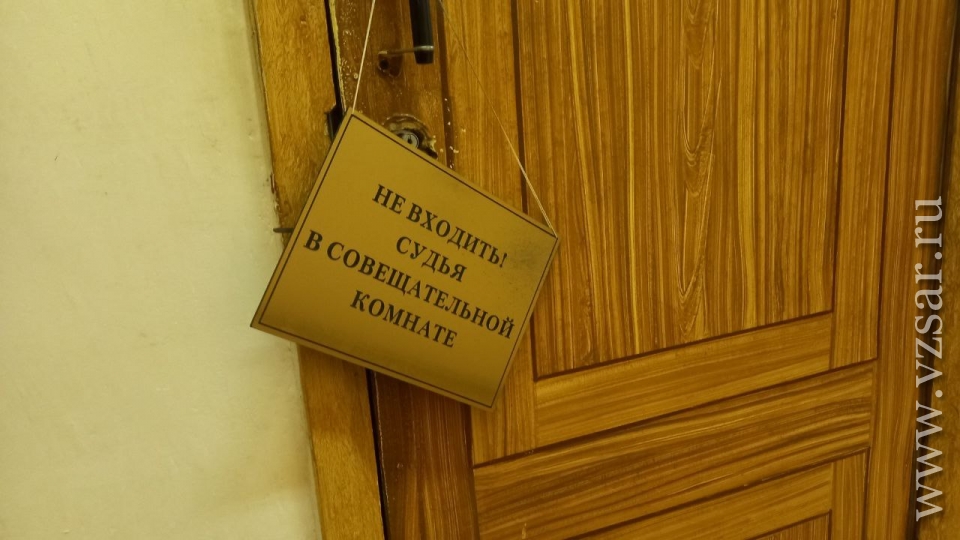 НЕ ВХОДИТЬ!
СУДЬЯ
В СОВЕЩАТЕЛЬНОЙ
КОМНАТЕ
www.vzsar.ru